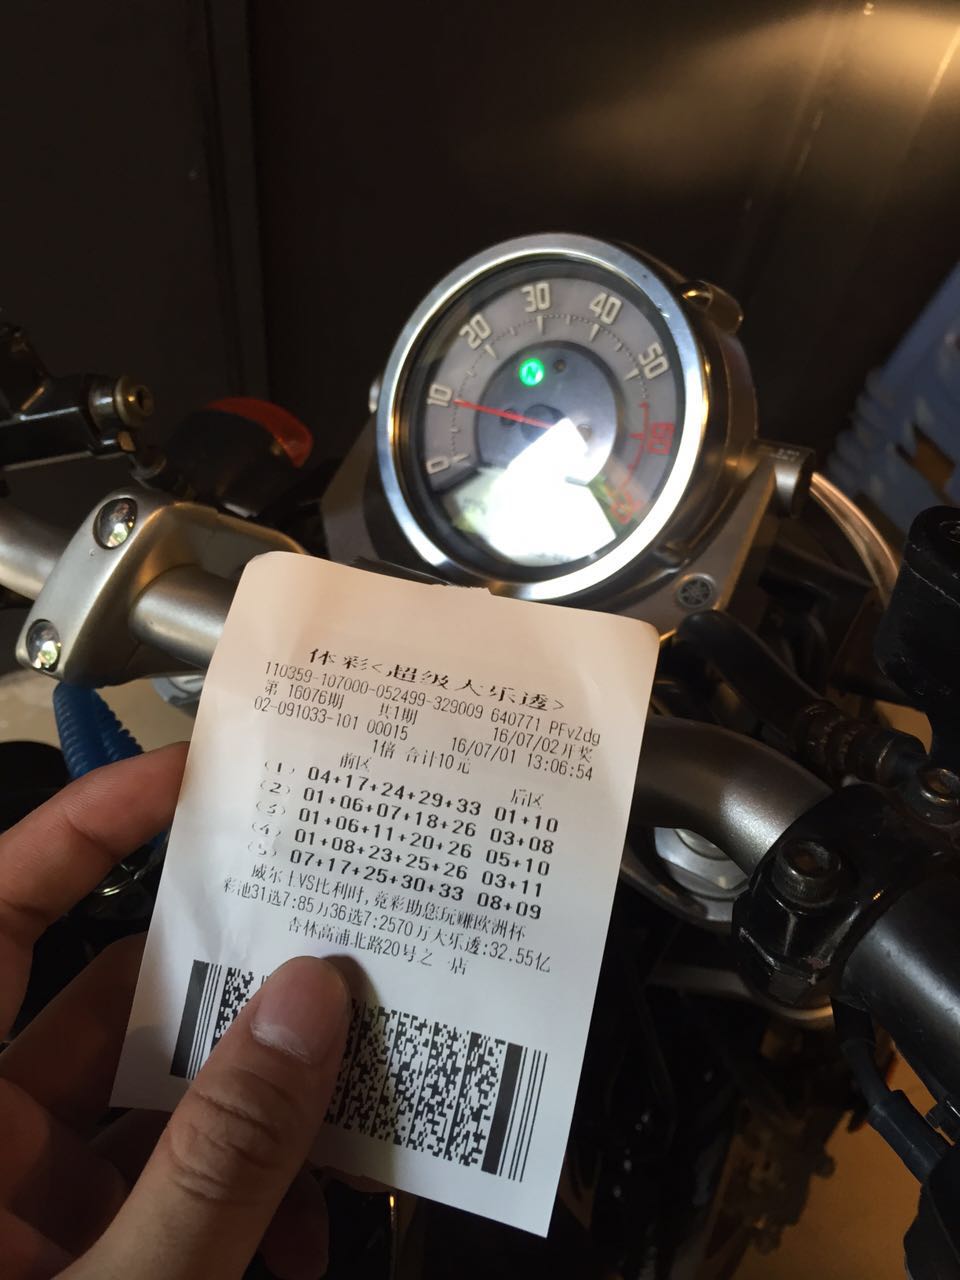 0
10
20
30
40
50
60
N
体彩<超级大乐透>
110359-107000-052499-329009 640771 PFvZdg
第 16076期 共1期 16/07/02开奖
02-091033-101 00015 16/07/01 13:06:54
1倍 合计10元
前区 后区
(1) 04+17+24+29+33 01+10
(2) 01+06+07+18+26 03+08
(3) 01+06+11+20+26 05+10
(4) 01+08+23+25+26 03+11
(5) 07+17+25+30+33 08+09
威尔士VS比利时,竞彩助您玩赚欧洲杯
彩池31选7:85万36选7:2570万大乐透:32.55亿
杏林高浦北路20号之一店